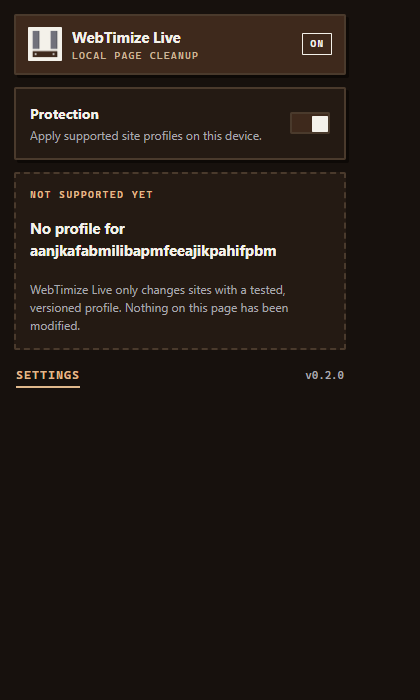 WebTimize Live
LOCAL PAGE CLEANUP
ON
Protection
Apply supported site profiles on this device.
NOT SUPPORTED YET
No profile for
aanjkafabmilibapmfeeajikpahifpbm
WebTimize Live only changes sites with a tested,
versioned profile. Nothing on this page has been
modified.
SETTINGS
v0.2.0